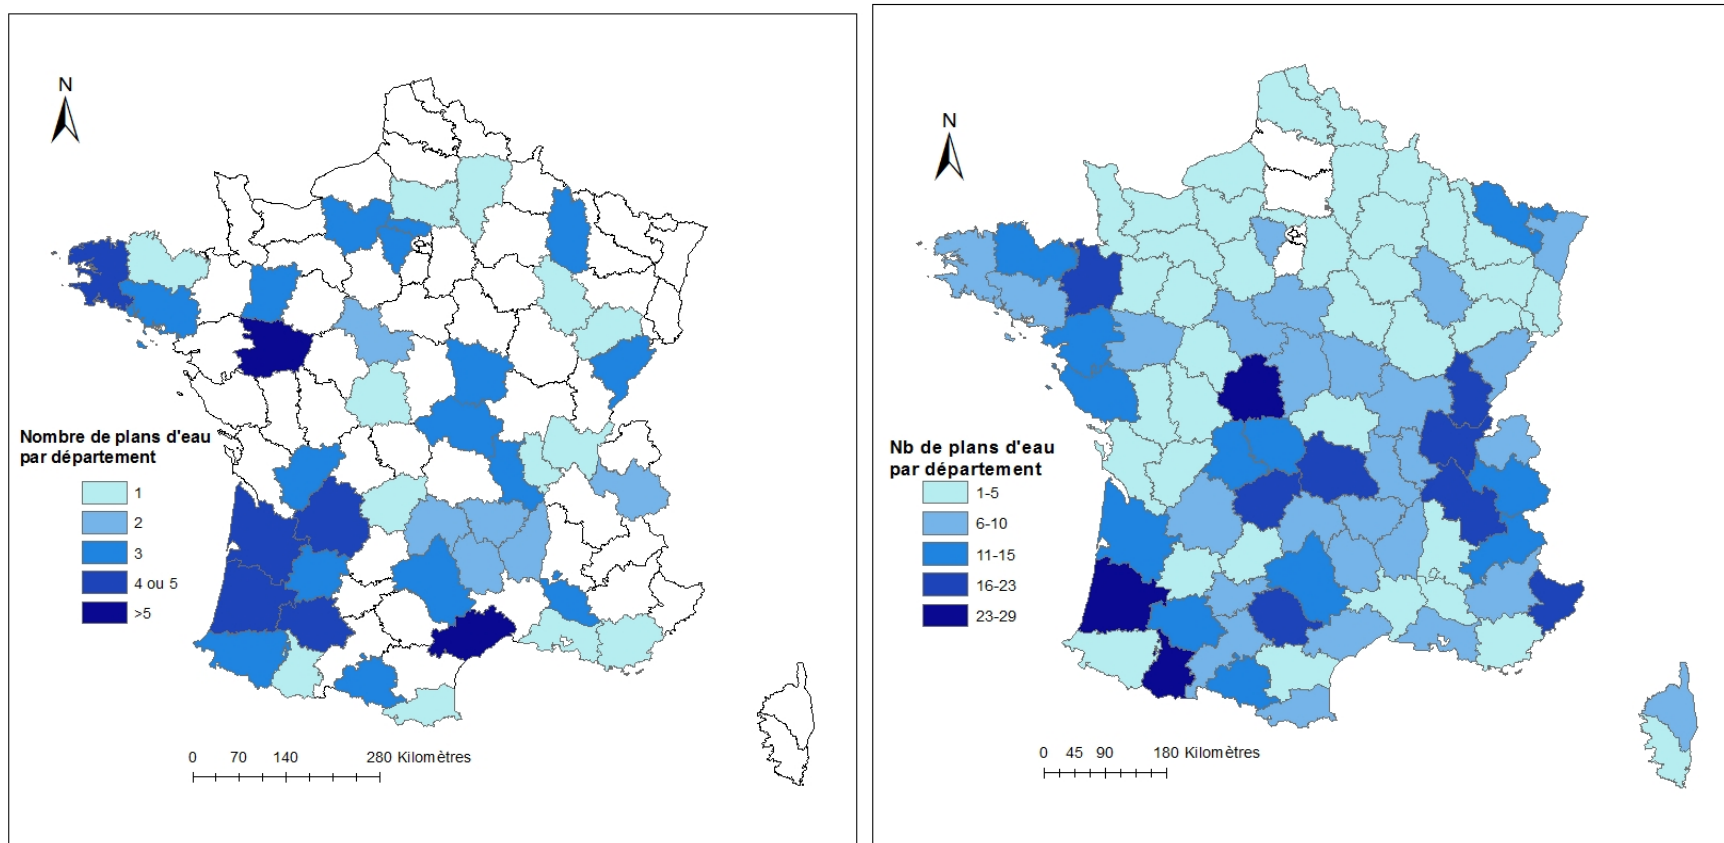 N
Nombre de plans d'eau
par département
1
2
3
4 ou 5
>5
0 70 140 280 Kilomètres
N
Nb de plans d'eau
par département
1-5
6-10
11-15
16-23
23-29
0 45 90 180 Kilomètres